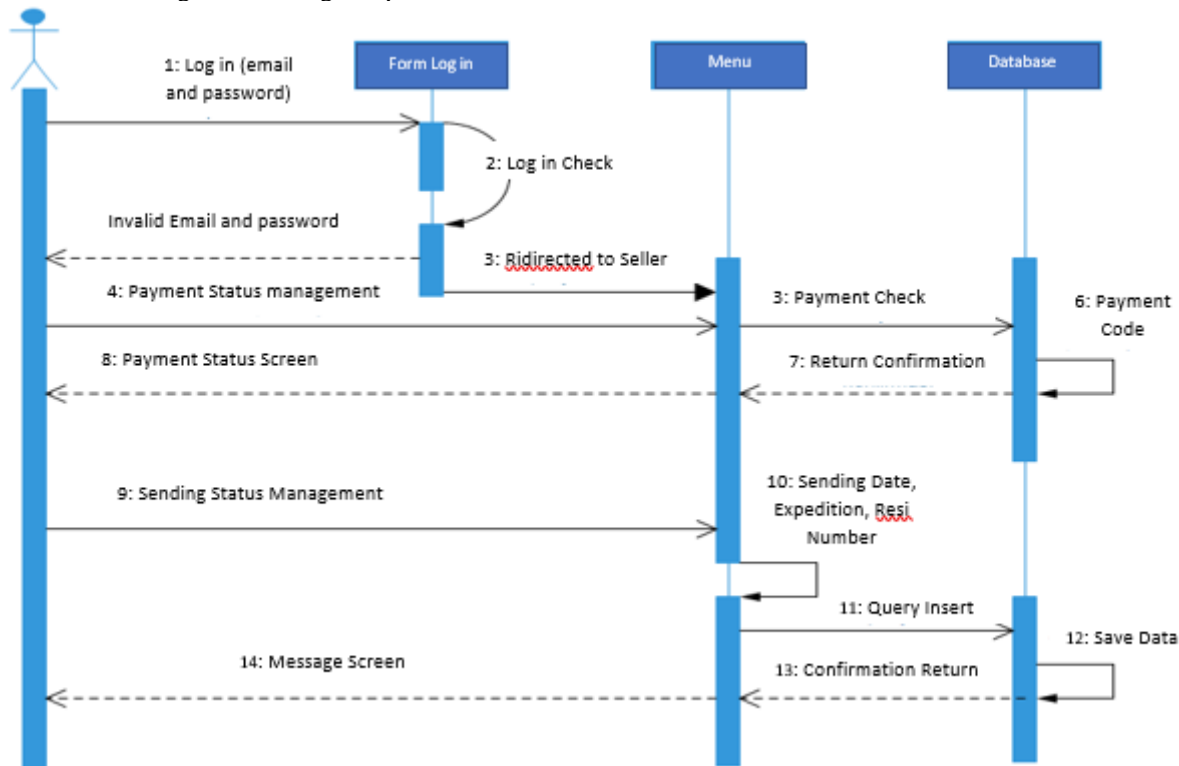 Form Log in
Menu
Database
1: Log in (email
and password)
2: Log in Check
Invalid Email and password
3: Ridirected to Seller
4: Payment Status management
3: Payment Check
6: Payment
Code
8: Payment Status Screen
7: Return Confirmation
9: Sending Status Management
10: Sending Date,
Expedition, Resi
Number
11: Query Insert
12: Save Data
14: Message Screen
13: Confirmation Return